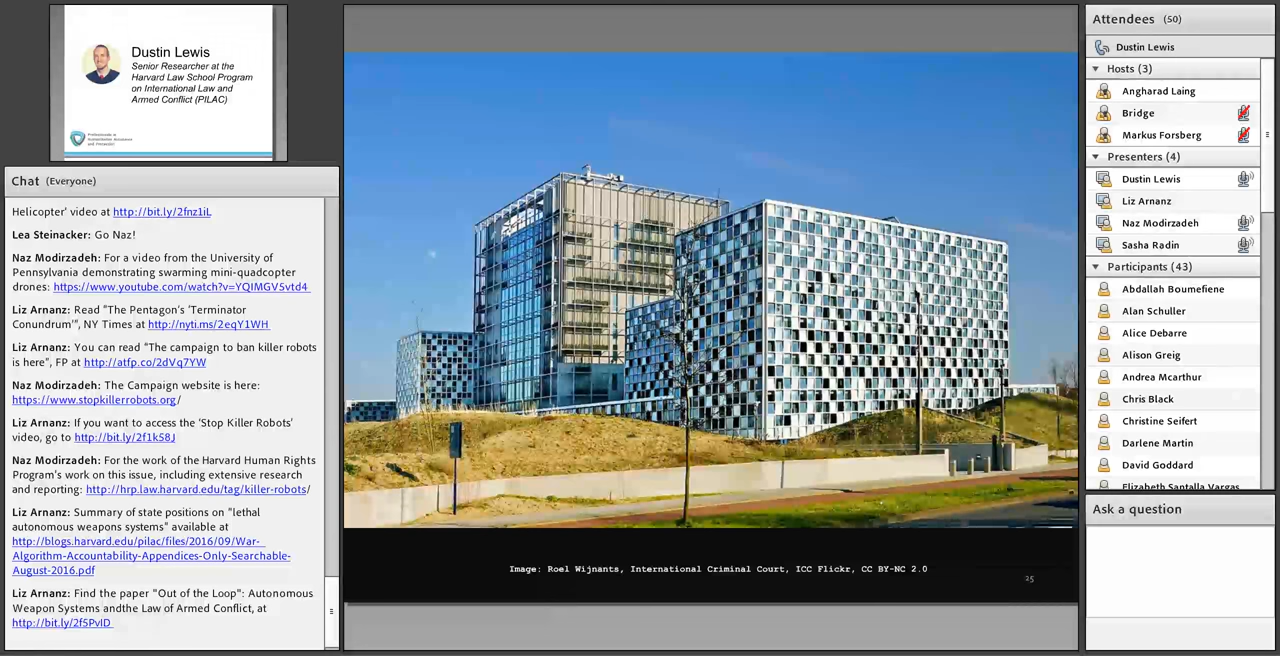 Dustin Lewis
Senior Researcher at the
Harvard Law School Program
on International Law and
Armed Conflict (PILAC)
Chat (Everyone)
Helicopter' video at http://bit.ly/2fnz1iL
Lea Steinacker: Go Naz!
Naz Modirzadeh: For a video from the University of
Pennsylvania demonstrating swarming mini-quadcopter
drones: https://www.youtube.com/watch?v=YQIMGV5vtd4
Liz Arnanz: Read "The Pentagon's 'Terminator
Conundrum'", NY Times at http://nyti.ms/2eqY1WH
Liz Arnanz: You can read "The campaign to ban killer robots
is here", FP at http://atfp.co/2dVq7YW
Naz Modirzadeh: The Campaign website is here:
https://www.stopkillerrobots.org/
Liz Arnanz: If you want to access the 'Stop Killer Robots'
video, go to http://bit.ly/2f1k58J
Naz Modirzadeh: For the work of the Harvard Human Rights
Program's work on this issue, including extensive research
and reporting: http://hrp.law.harvard.edu/tag/killer-robots/
Liz Arnanz: Summary of state positions on "lethal
autonomous weapons systems" available at
http://blogs.harvard.edu/pilac/files/2016/09/War-
Algorithm-Accountability-Appendices-Only-Searchable-
August-2016.pdf
Liz Arnanz: Find the paper "Out of the Loop": Autonomous
Weapon Systems andthe Law of Armed Conflict, at
http://bit.ly/2f5PvID
Image: Roel Wijnants, International Criminal Court, ICC Flickr, CC BY-NC 2.0
25
Attendees (50)
Dustin Lewis
Hosts (3)
Angharad Laing
Bridge
Markus Forsberg
Presenters (4)
Dustin Lewis
Liz Arnanz
Naz Modirzadeh
Sasha Radin
Participants (43)
Abdallah Boumefiene
Alan Schuller
Alice Debarre
Alison Greig
Andrea Mcarthur
Chris Black
Christine Seifert
Darlene Martin
David Goddard
Elizabeth Santalla Vargas
Ask a question